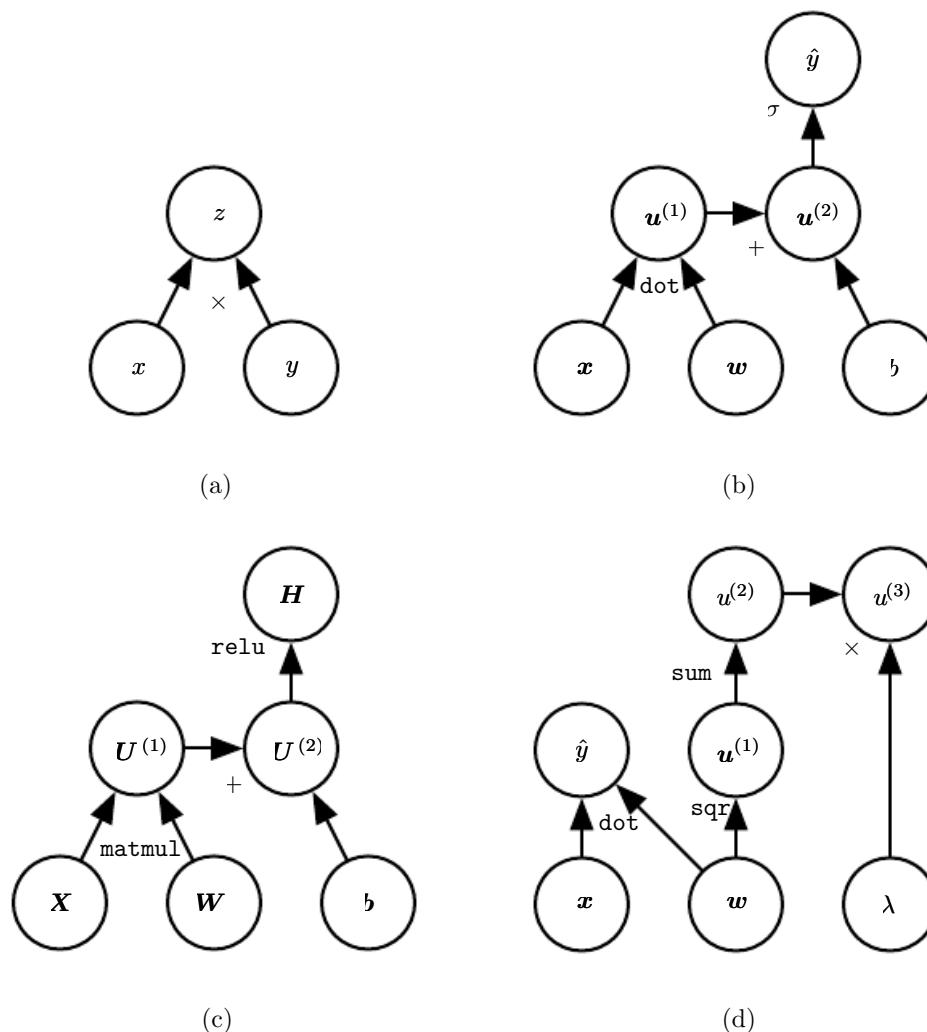 ŷ
σ
z
u⁽¹⁾
u⁽²⁾
×
+
dot
x
y
x
w
b
(a)
(b)
H
relu
U⁽¹⁾
U⁽²⁾
+
matmul
X
W
b
(c)
u⁽²⁾
u⁽³⁾
×
sum
ŷ
u⁽¹⁾
sqr
dot
x
w
λ
(d)